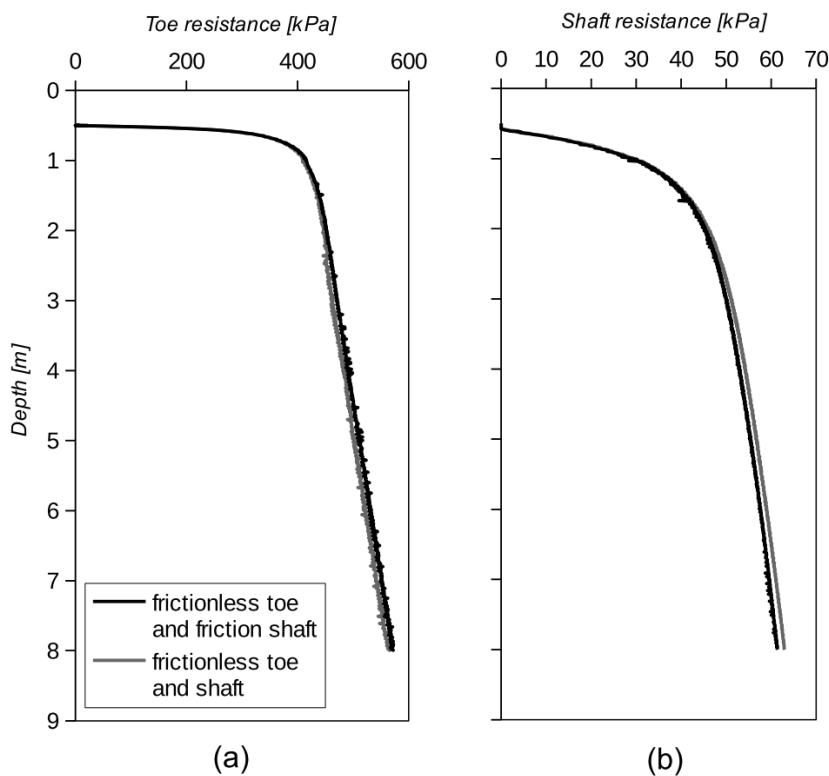 Toe resistance [kPa]
0 200 400 600
Shaft resistance [kPa]
0 10 20 30 40 50 60 70
Depth [m]
0
1
2
3
4
5
6
7
8
9
frictionless toe
and friction shaft
frictionless toe
and shaft
(a)
(b)